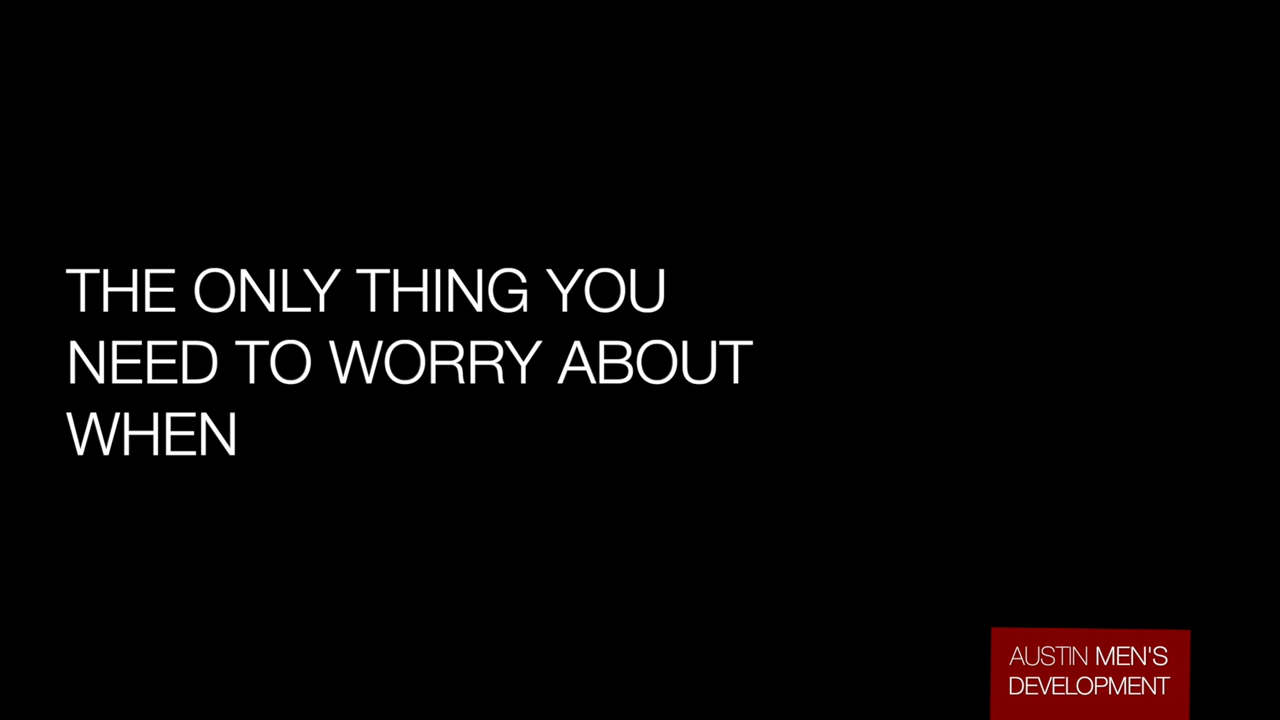 THE ONLY THING YOU
NEED TO WORRY ABOUT
WHEN
AUSTIN MEN'S
DEVELOPMENT